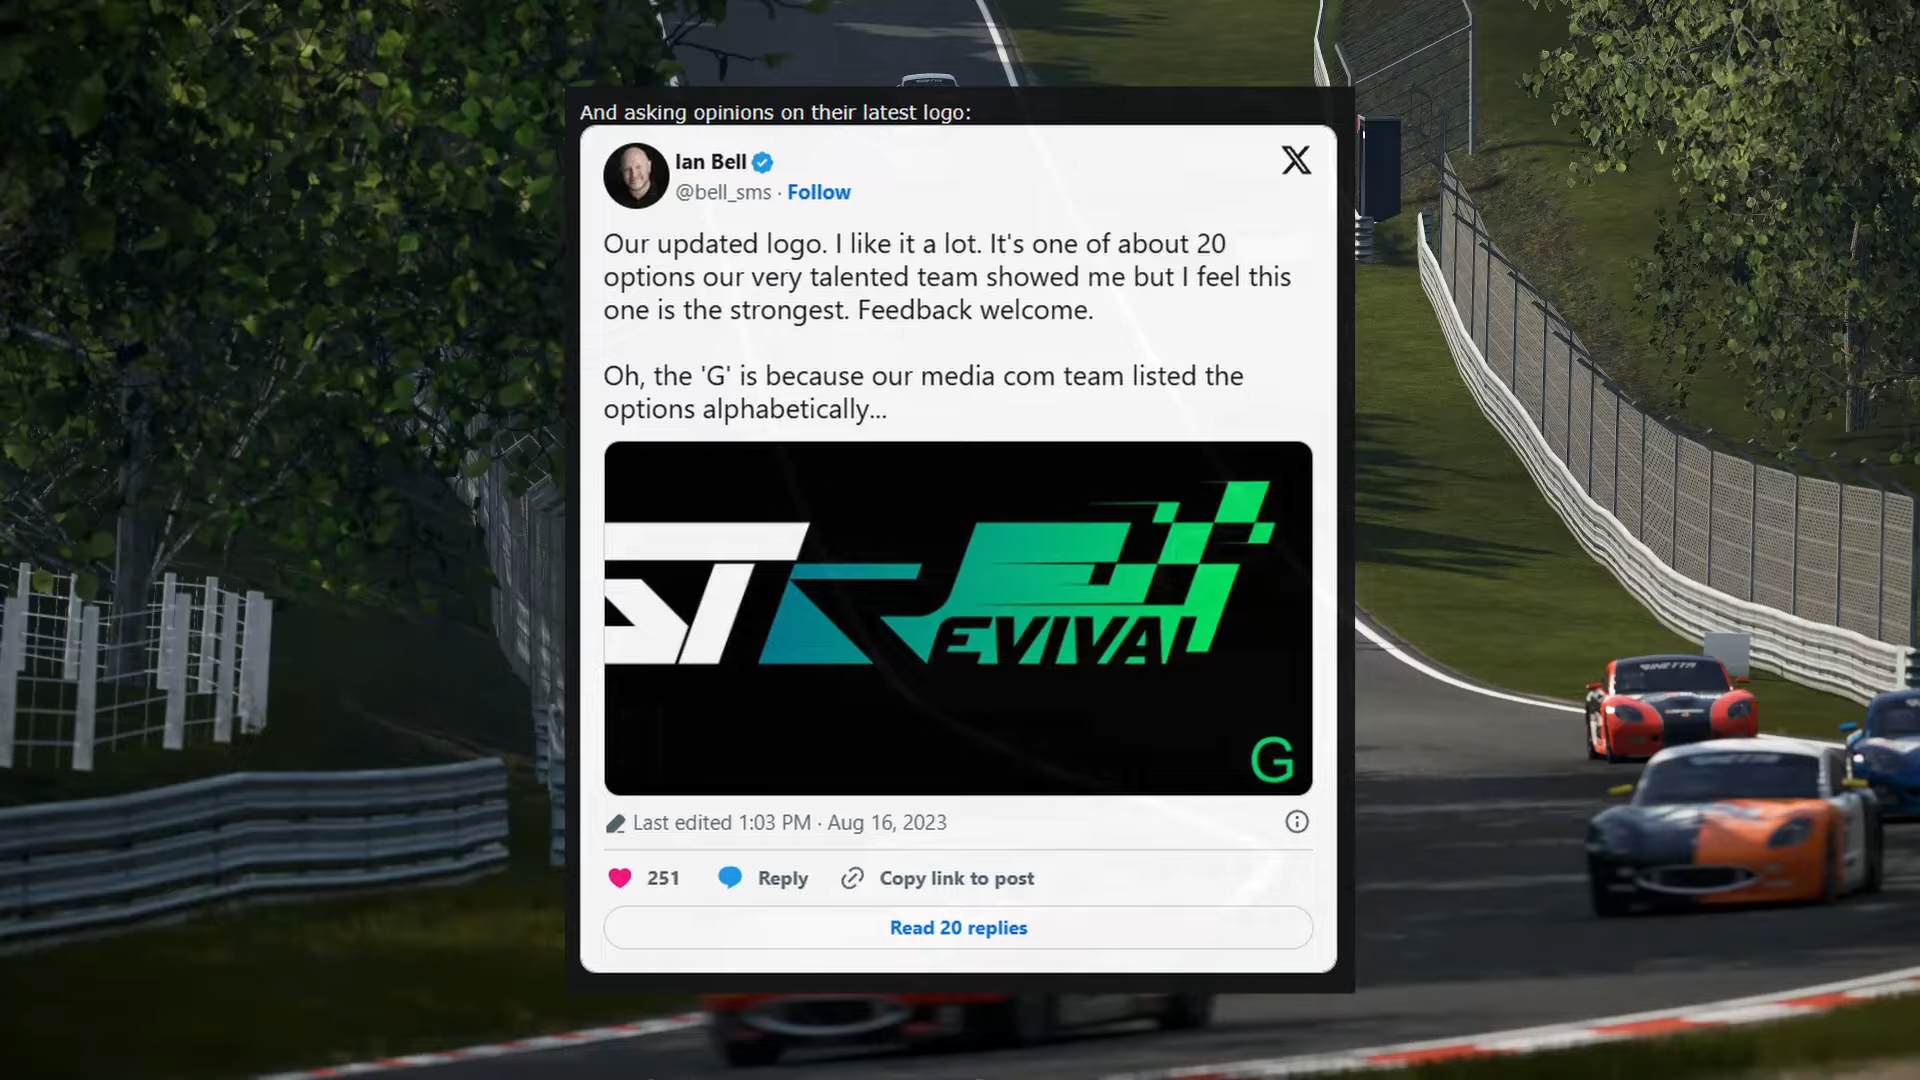 And asking opinions on their latest logo:
Ian Bell
@bell_sms · Follow
Our updated logo. I like it a lot. It's one of about 20
options our very talented team showed me but I feel this
one is the strongest. Feedback welcome.
Oh, the 'G' is because our media com team listed the
options alphabetically...
REVIVAL
G
Last edited 1:03 PM · Aug 16, 2023
251 Reply Copy link to post
Read 20 replies
GINETTA